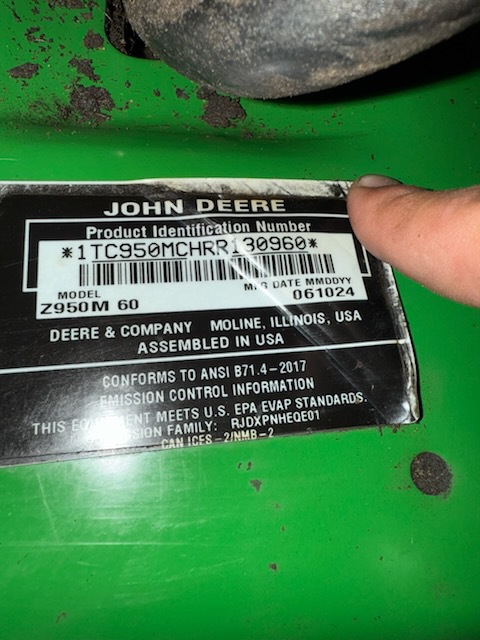 JOHN DEERE
Product Identification Number
*1TC950MCHRR130960*
MODEL MFG DATE MMDDYY
Z950M 60 061024
DEERE & COMPANY MOLINE, ILLINOIS, USA
ASSEMBLED IN USA
CONFORMS TO ANSI B71.4-2017
EMISSION CONTROL INFORMATION
THIS EQUIPMENT MEETS U.S. EPA EVAP STANDARDS.
EMISSION FAMILY: RJDXPNHEQE01
CAN ICES-2/NMB-2